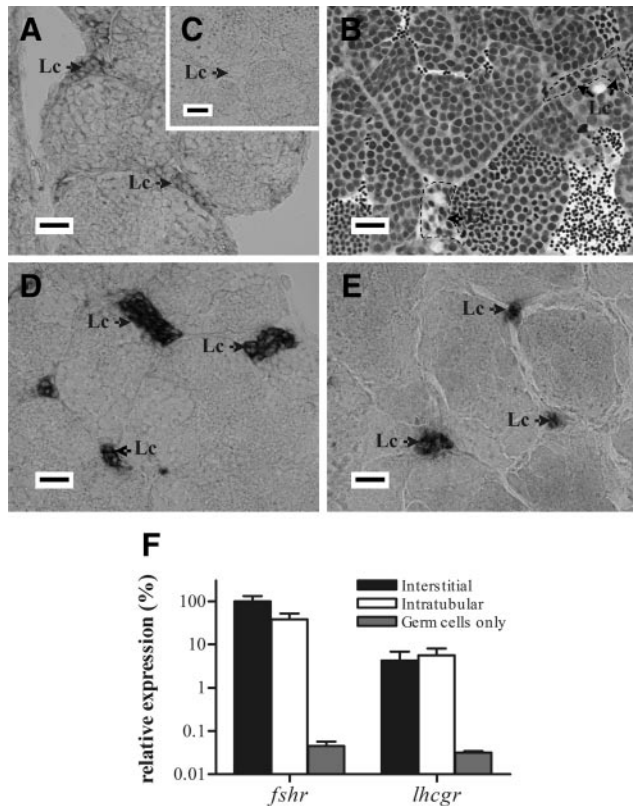 A
C
B
Lc
Lc
Lc
Lc
D
E
Lc
Lc
Lc
Lc
Lc
Lc
F
relative expression (%)
100
10
1
0.1
0.01
Interstitial
Intratubular
Germ cells only
fshr
lhcgr